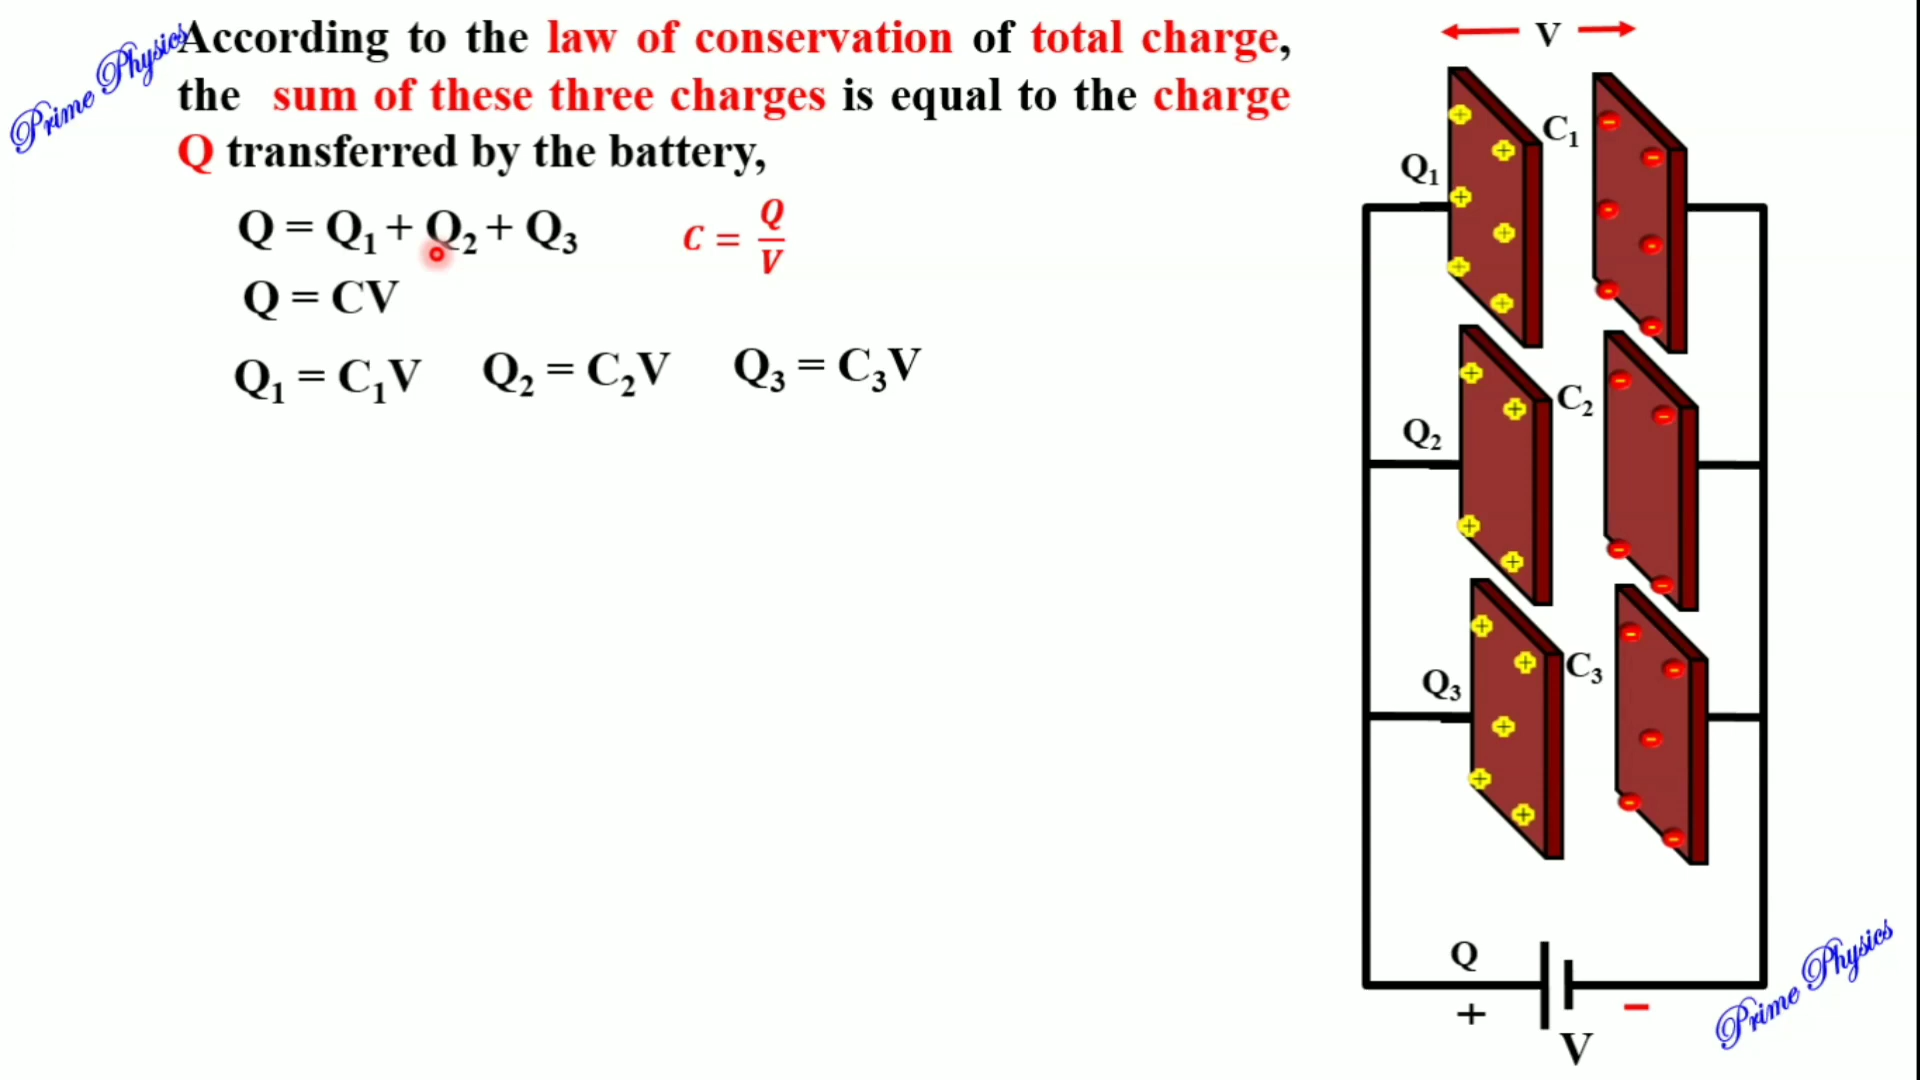 Prime Physics
According to the law of conservation of total charge,
the sum of these three charges is equal to the charge
Q transferred by the battery,
Q = Q₁ + Q₂ + Q₃
C = Q/V
Q = CV
Q₁ = C₁V Q₂ = C₂V Q₃ = C₃V
V
C₁
Q₁
+ + + + + +
- - - - - -
C₂
Q₂
+ + + +
- - - -
C₃
Q₃
+ + + + +
- - - - -
Q
+ -
V
Prime Physics